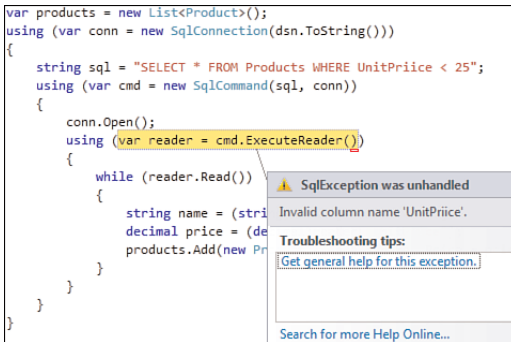 var products = new List<Product>();
using (var conn = new SqlConnection(dsn.ToString()))
{
    string sql = "SELECT * FROM Products WHERE UnitPriice < 25";
    using (var cmd = new SqlCommand(sql, conn))
    {
        conn.Open();
        using (var reader = cmd.ExecuteReader())
        {
            while (reader.Read())
            {
                string name = (stri
                decimal price = (de
                products.Add(new Pr
            }
        }
    }
}
SqlException was unhandled
Invalid column name 'UnitPriice'.
Troubleshooting tips:
Get general help for this exception.
Search for more Help Online...